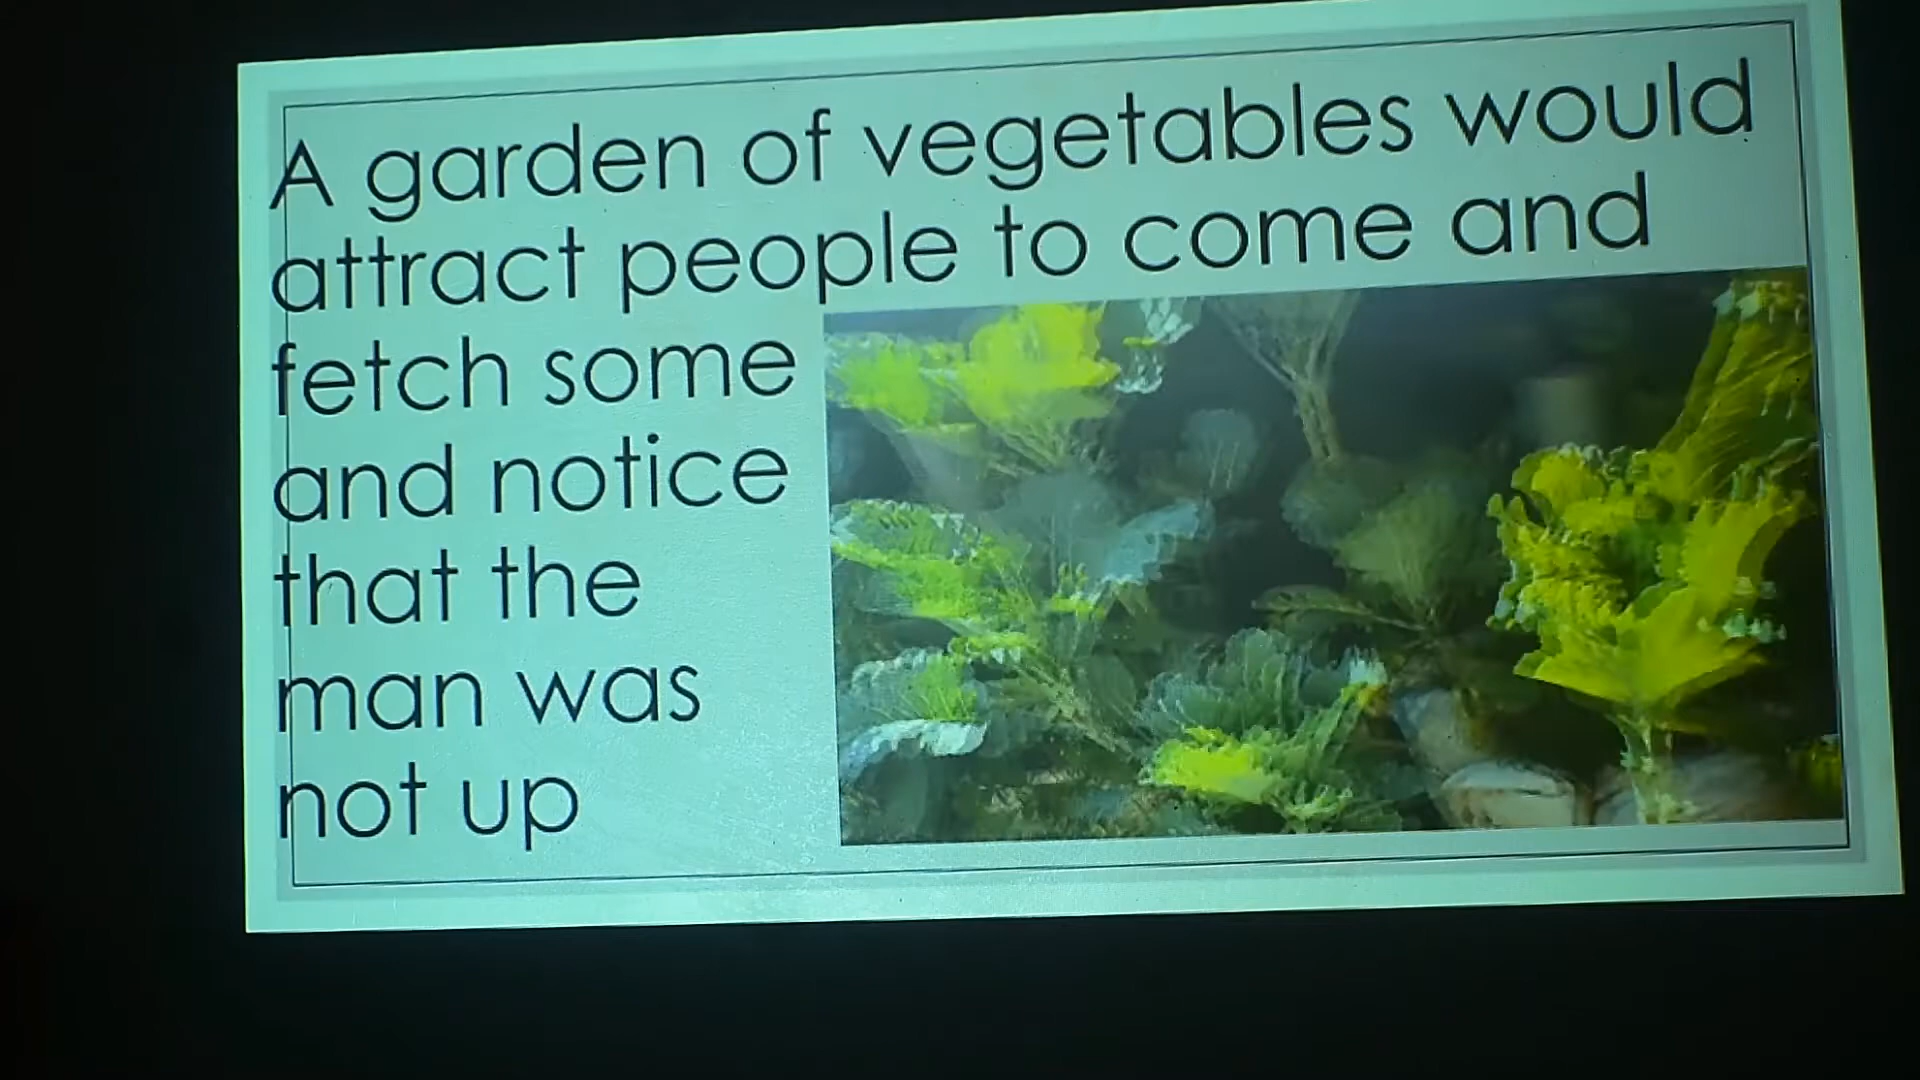 A garden of vegetables would
attract people to come and
fetch some
and notice
that the
man was
not up